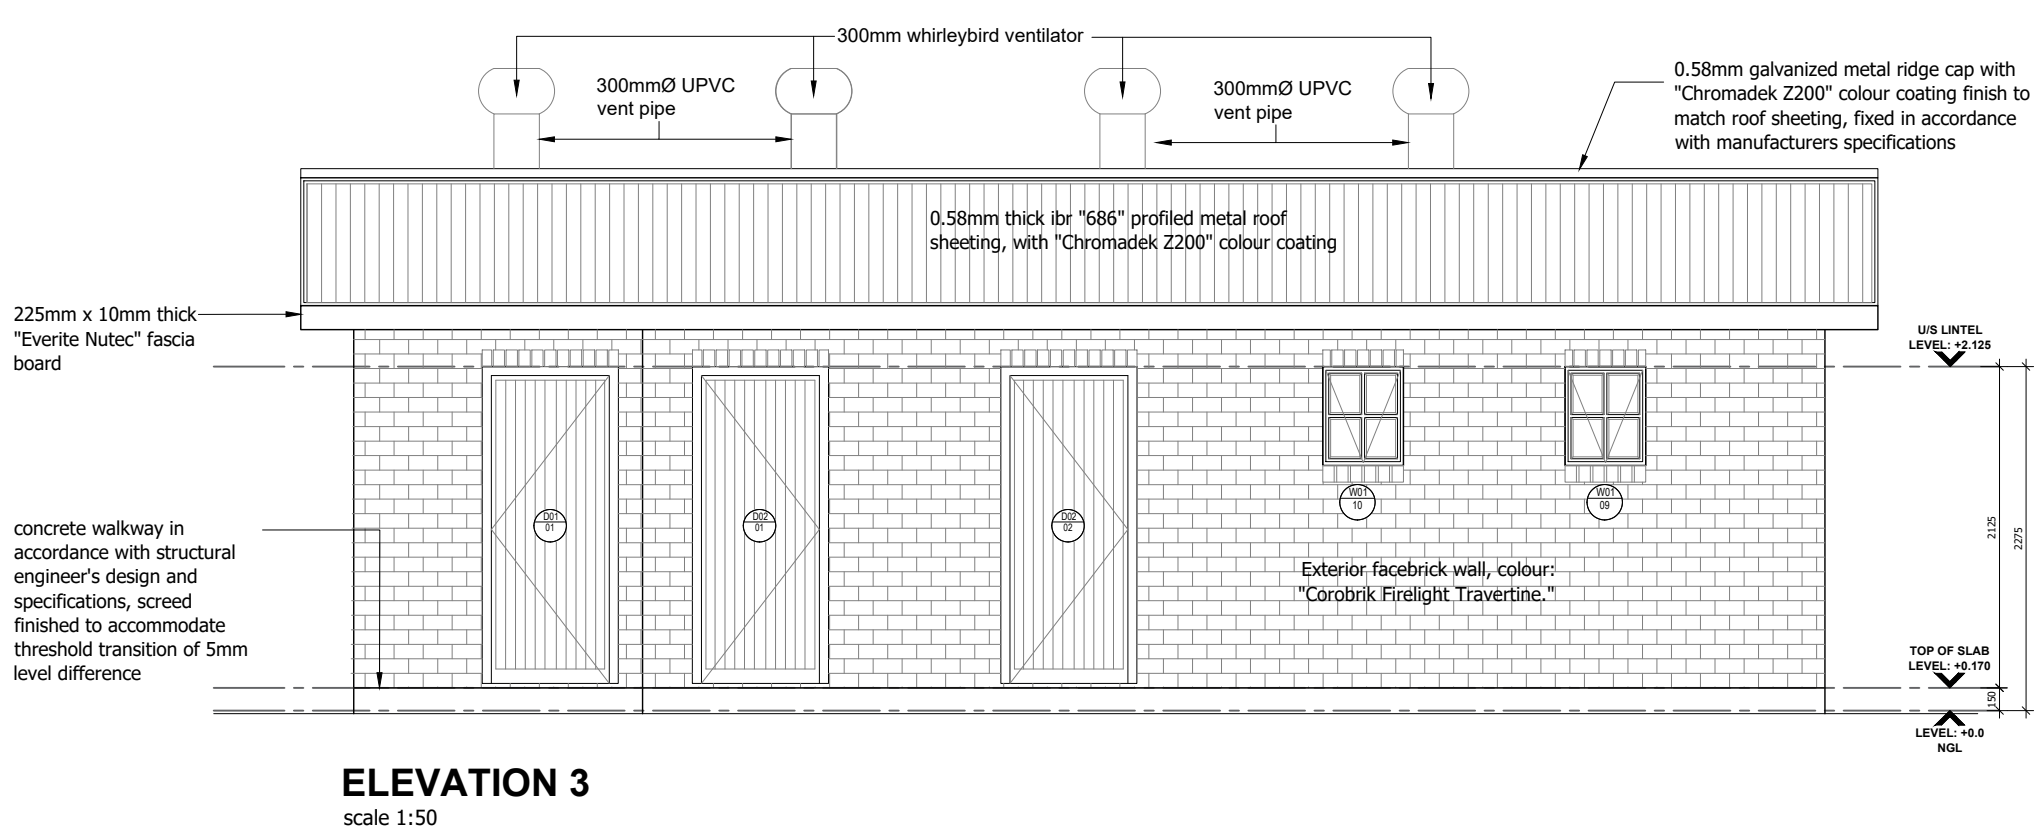 300mm whirleybird ventilator
300mmØ UPVC
vent pipe
300mmØ UPVC
vent pipe
0.58mm galvanized metal ridge cap with
"Chromadek Z200" colour coating finish to
match roof sheeting, fixed in accordance
with manufacturers specifications
0.58mm thick ibr "686" profiled metal roof
sheeting, with "Chromadek Z200" colour coating
225mm x 10mm thick
"Everite Nutec" fascia
board
U/S LINTEL
LEVEL: +2.125
concrete walkway in
accordance with structural
engineer's design and
specifications, screed
finished to accommodate
threshold transition of 5mm
level difference
D01
01
D02
01
D02
02
W01
10
W01
09
Exterior facebrick wall, colour:
"Corobrik Firelight Travertine."
2125
2275
TOP OF SLAB
LEVEL: +0.170
150
LEVEL: +0.0
NGL
ELEVATION 3
scale 1:50